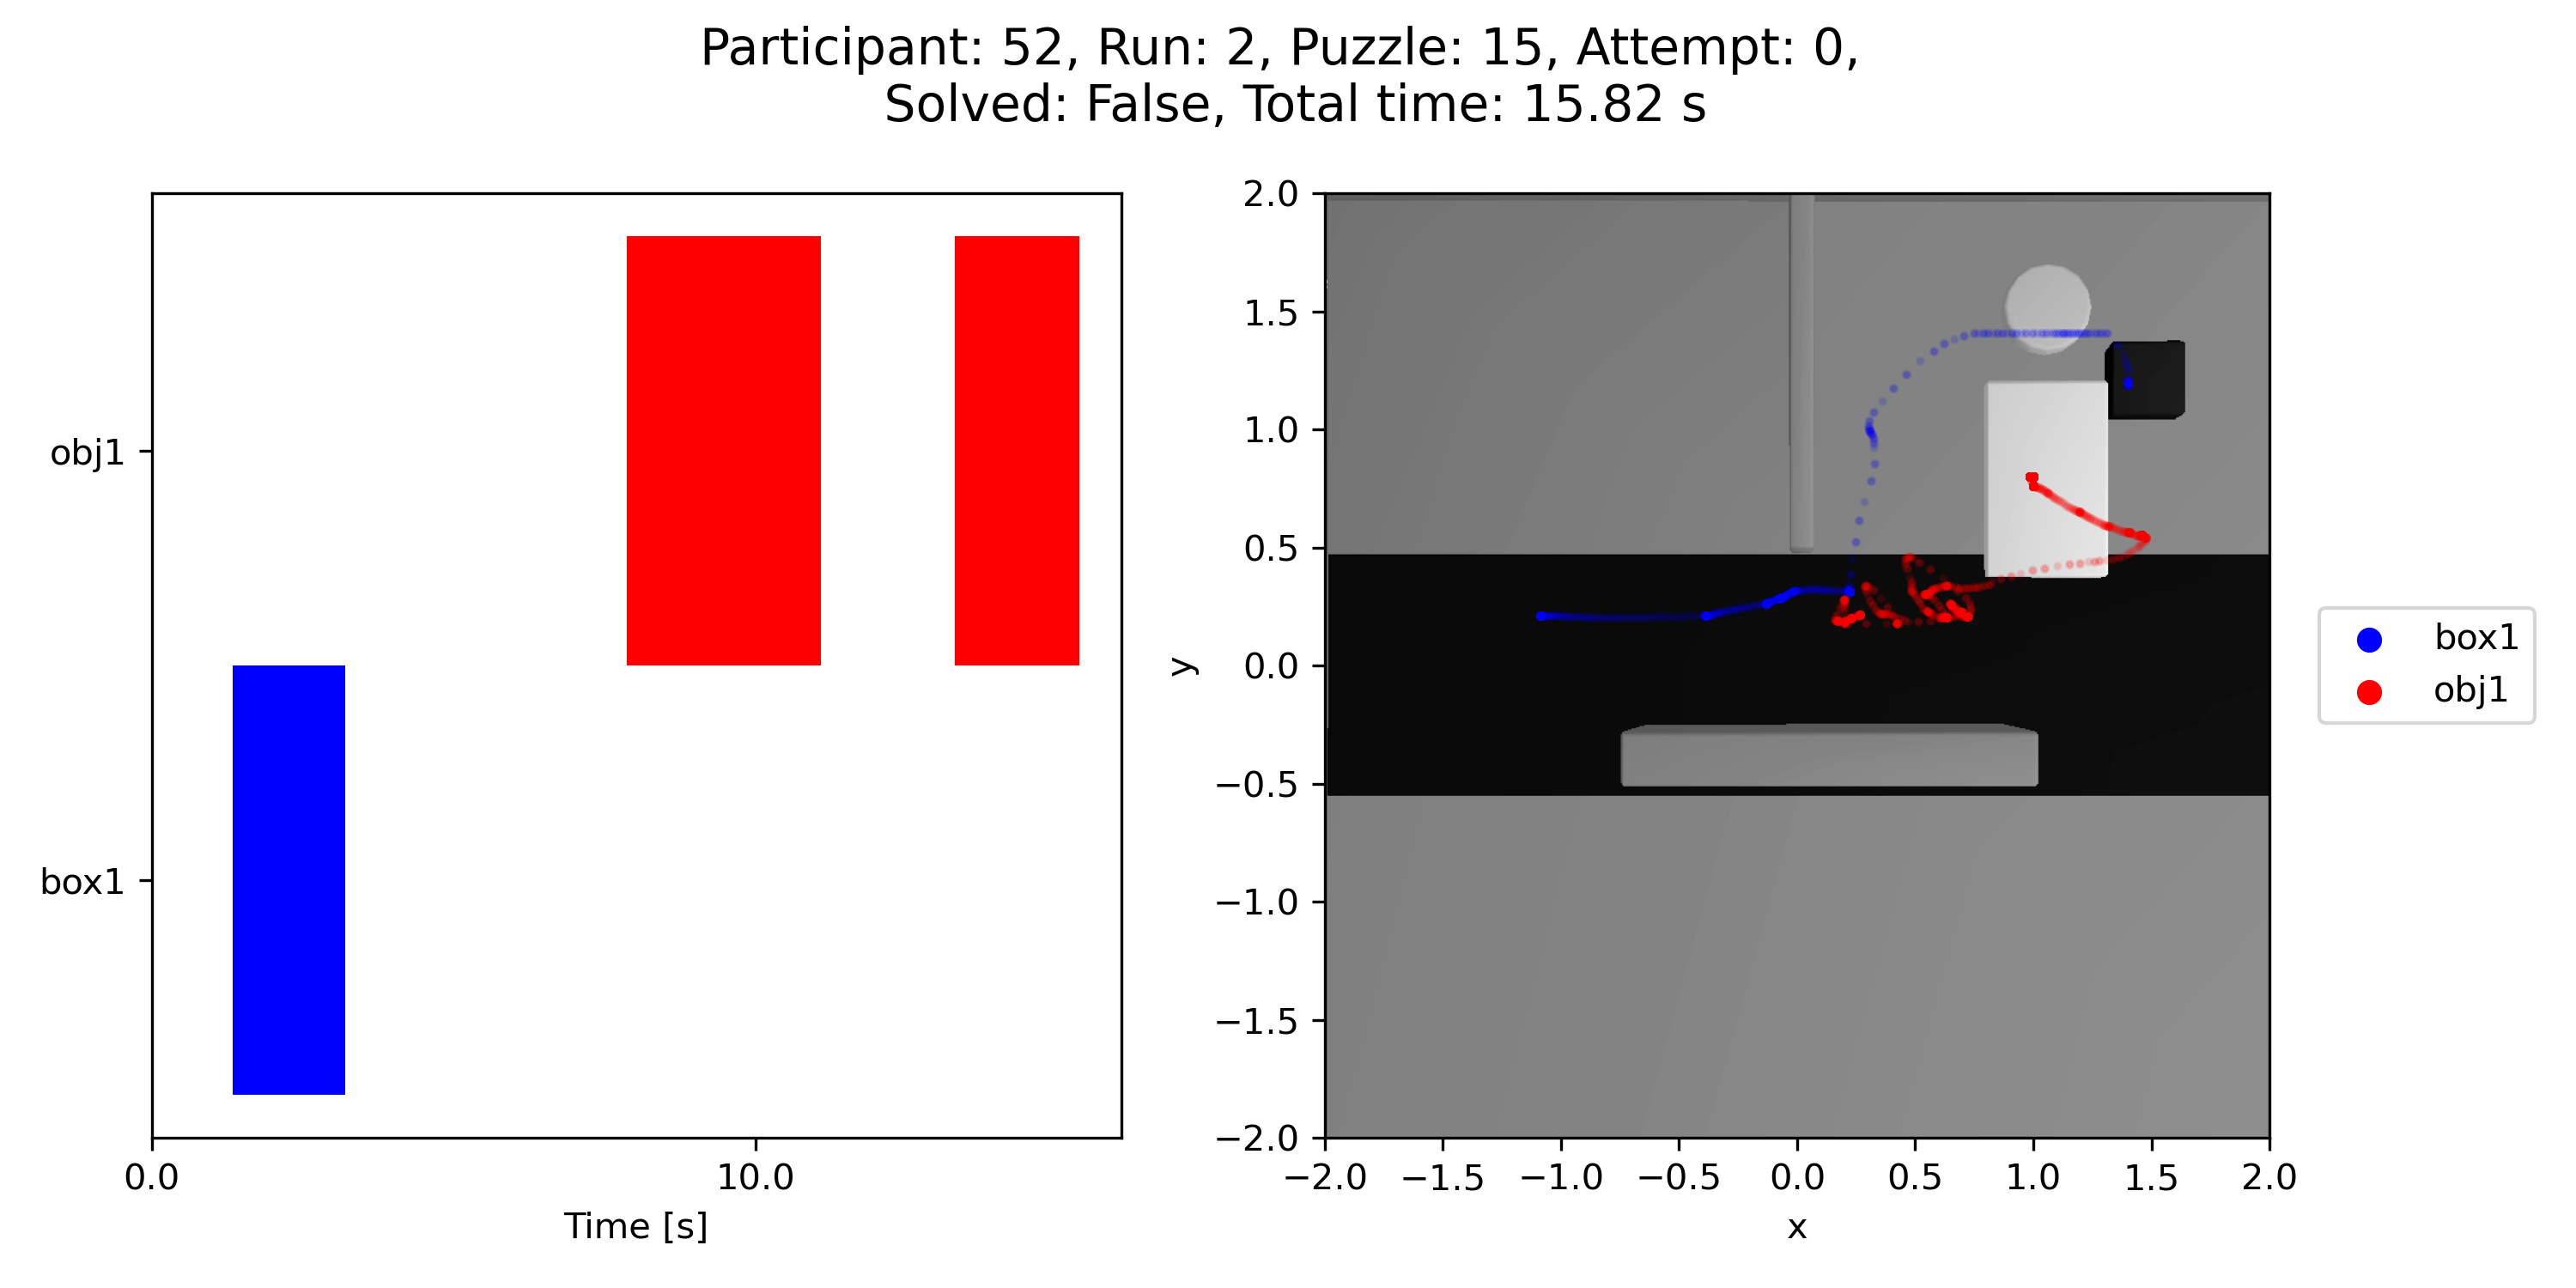 Participant: 52, Run: 2, Puzzle: 15, Attempt: 0,
Solved: False, Total time: 15.82 s
obj1
box1
0.0
10.0
Time [s]
2.0
1.5
1.0
0.5
0.0
−0.5
−1.0
−1.5
−2.0
y
−2.0
−1.5
−1.0
−0.5
0.0
0.5
1.0
1.5
2.0
x
box1
obj1